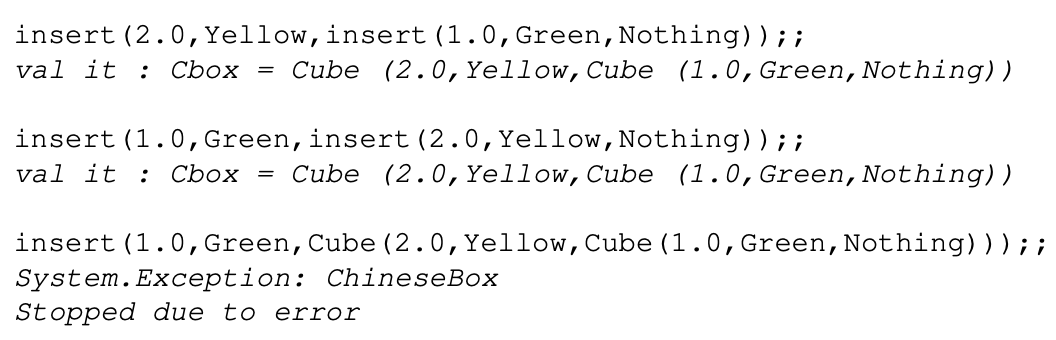 insert(2.0,Yellow,insert(1.0,Green,Nothing));;
val it : Cbox = Cube (2.0,Yellow,Cube (1.0,Green,Nothing))
insert(1.0,Green,insert(2.0,Yellow,Nothing));;
val it : Cbox = Cube (2.0,Yellow,Cube (1.0,Green,Nothing))
insert(1.0,Green,Cube(2.0,Yellow,Cube(1.0,Green,Nothing)));;
System.Exception: ChineseBox
Stopped due to error